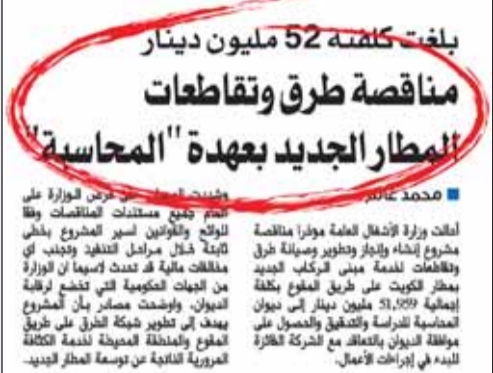 بلغت كلفته 52 مليون دينار
مناقصة طرق وتقاطعات
المطار الجديد بعهدة "المحاسبة"
محمد غانم
أحالت وزارة الأشغال العامة مؤخرا مناقصة
مشروع إنشاء وإنجاز وتطوير وصيانة طرق
وتقاطعات لخدمة مبنى الركاب الجديد
بمطار الكويت على طريق المقوع بكلفة
إجمالية 51,959 مليون دينار إلى ديوان
المحاسبة للدراسة والتدقيق والحصول على
موافقة الديوان بالتعاقد مع الشركة الفائزة
للبدء في إجراءات الأعمال.
وشددت المصادر على حرص الوزارة على
اتمام جميع مستندات المناقصات وفقا
للوائح والقوانين لسير المشروع بخطى
ثابتة خلال مراحل التنفيذ وتجنب أي
مخالفات مالية قد تحدث لاسيما ان الوزارة
من الجهات الحكومية التي تخضع لرقابة
الديوان، واوضحت مصادر بأن المشروع
يهدف إلى تطوير شبكة الطرق على طريق
المقوع والمنطقة المحيطة لخدمة الكثافة
المرورية الناتجة عن توسعة المطار الجديد.